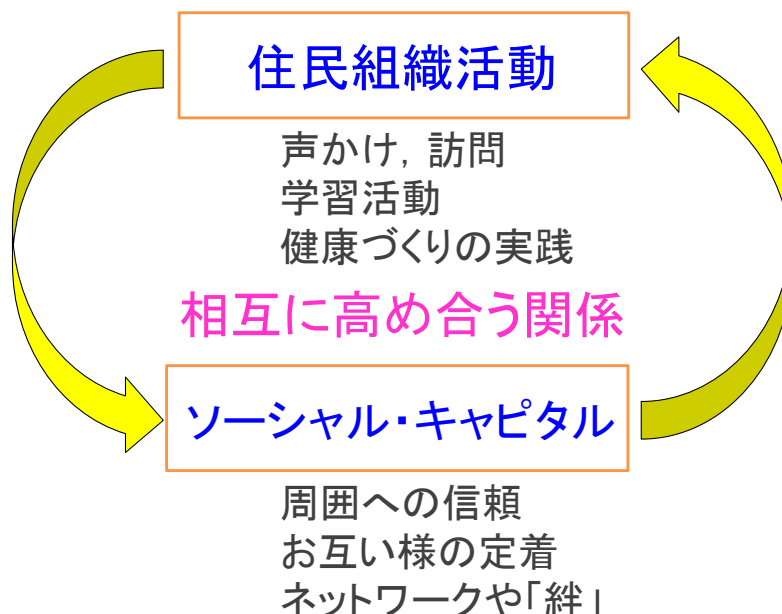 住民組織活動
声かけ，訪問
学習活動
健康づくりの実践
相互に高め合う関係
ソーシャル・キャピタル
周囲への信頼
お互い様の定着
ネットワークや「絆」